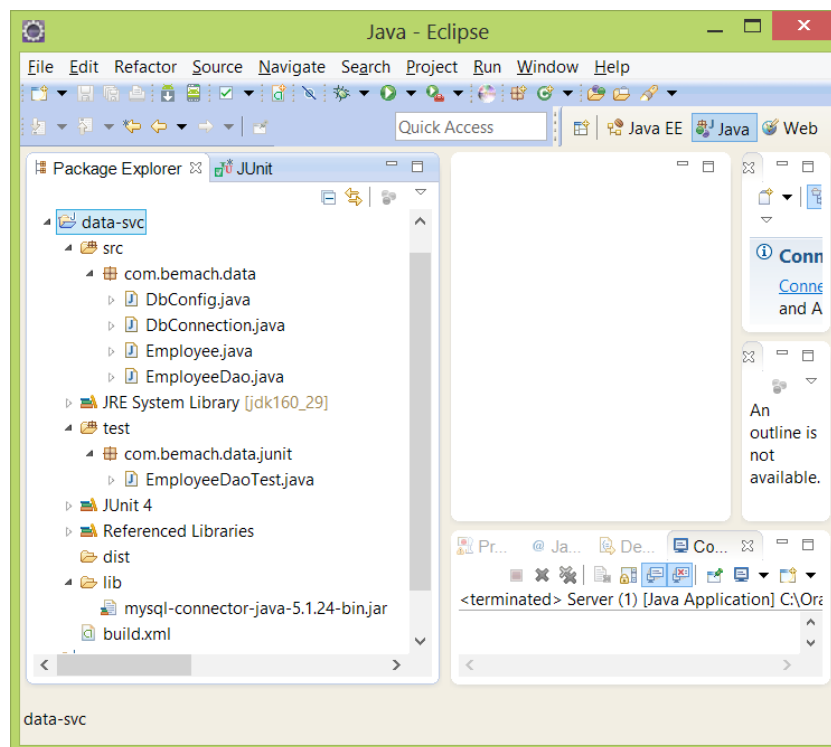 Java - Eclipse
File Edit Refactor Source Navigate Search Project Run Window Help
Quick Access
Java EE
Java
Web
Package Explorer
JUnit
data-svc
src
com.bemach.data
DbConfig.java
DbConnection.java
Employee.java
EmployeeDao.java
JRE System Library [jdk160_29]
test
com.bemach.data.junit
EmployeeDaoTest.java
JUnit 4
Referenced Libraries
dist
lib
mysql-connector-java-5.1.24-bin.jar
build.xml
Conn
Conne
and A
An
outline is
not
available.
Pr...
@ Ja...
De...
Co...
<terminated> Server (1) [Java Application] C:\Ora
data-svc